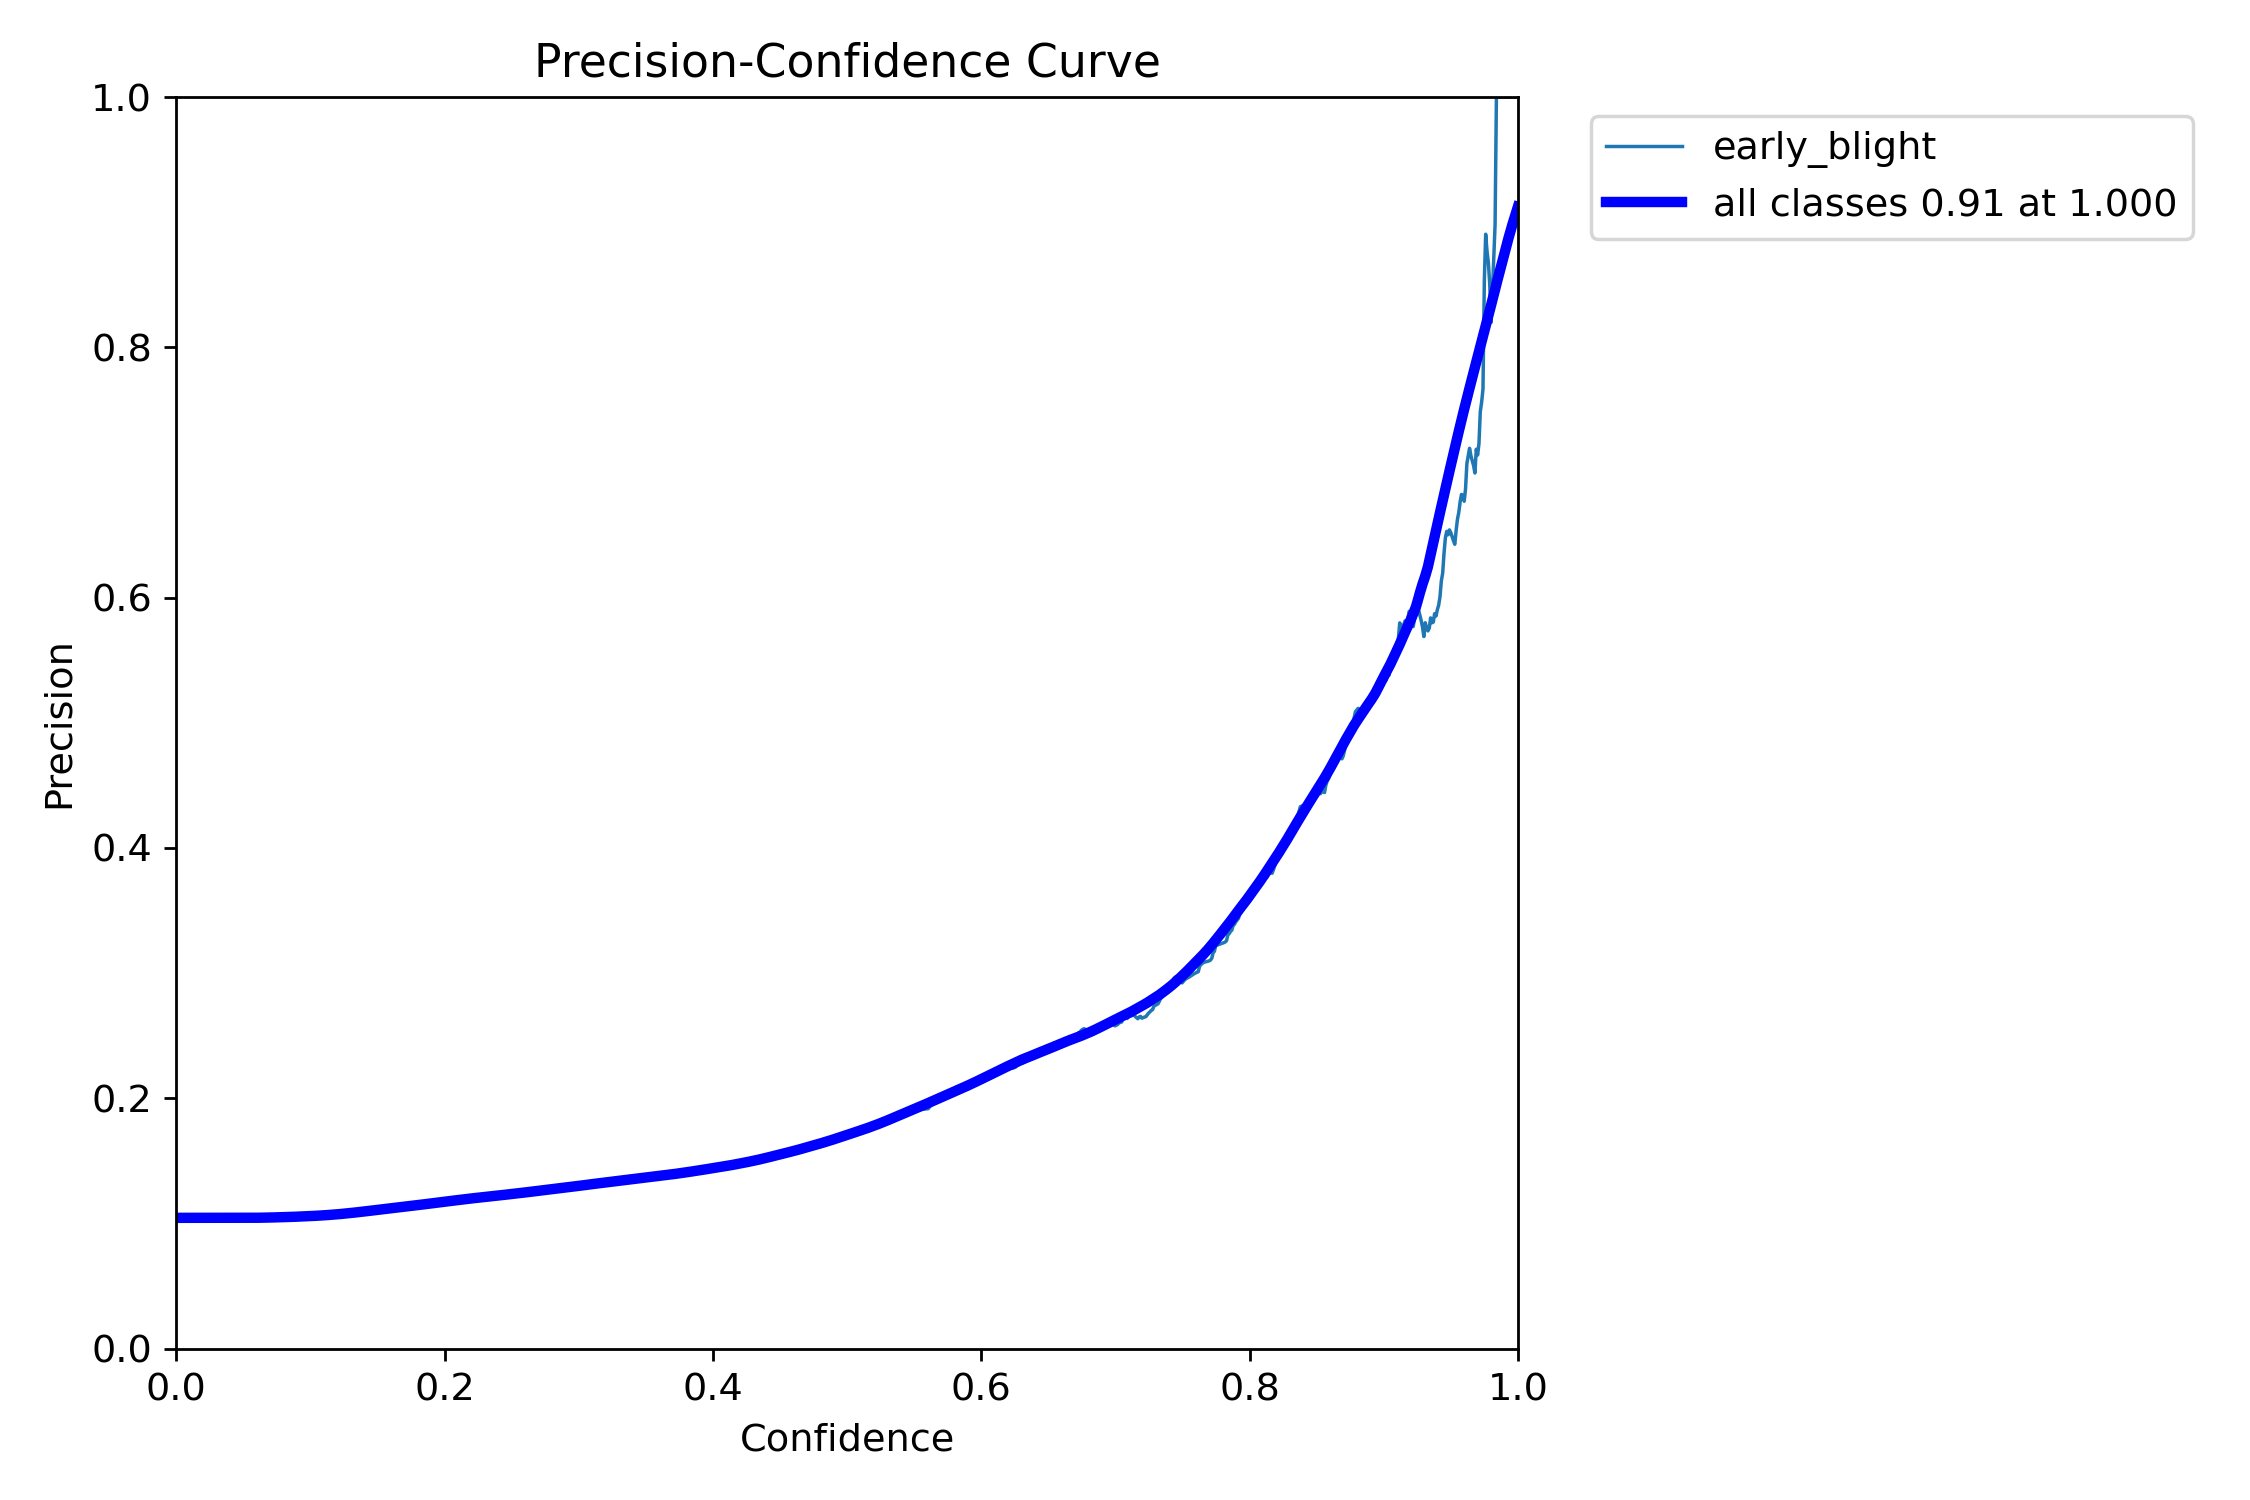 Precision-Confidence Curve
1.0
0.8
0.6
0.4
0.2
0.0
Precision
0.0 0.2 0.4 0.6 0.8 1.0
Confidence
early_blight
all classes 0.91 at 1.000